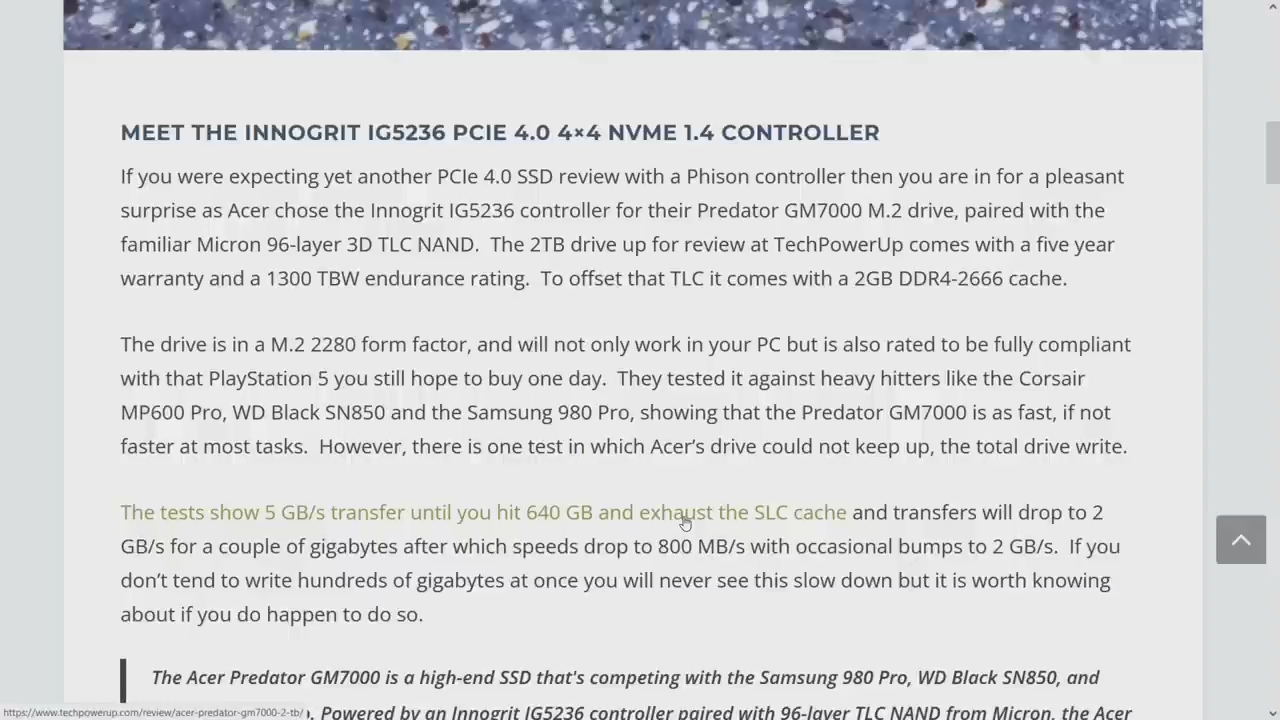 MEET THE INNOGRIT IG5236 PCIE 4.0 4×4 NVME 1.4 CONTROLLER
If you were expecting yet another PCIe 4.0 SSD review with a Phison controller then you are in for a pleasant
surprise as Acer chose the Innogrit IG5236 controller for their Predator GM7000 M.2 drive, paired with the
familiar Micron 96-layer 3D TLC NAND.  The 2TB drive up for review at TechPowerUp comes with a five year
warranty and a 1300 TBW endurance rating.  To offset that TLC it comes with a 2GB DDR4-2666 cache.
The drive is in a M.2 2280 form factor, and will not only work in your PC but is also rated to be fully compliant
with that PlayStation 5 you still hope to buy one day.  They tested it against heavy hitters like the Corsair
MP600 Pro, WD Black SN850 and the Samsung 980 Pro, showing that the Predator GM7000 is as fast, if not
faster at most tasks.  However, there is one test in which Acer’s drive could not keep up, the total drive write.
The tests show 5 GB/s transfer until you hit 640 GB and exhaust the SLC cache and transfers will drop to 2
GB/s for a couple of gigabytes after which speeds drop to 800 MB/s with occasional bumps to 2 GB/s.  If you
don’t tend to write hundreds of gigabytes at once you will never see this slow down but it is worth knowing
about if you do happen to do so.
The Acer Predator GM7000 is a high-end SSD that's competing with the Samsung 980 Pro, WD Black SN850, and
. Powered by an Innogrit IG5236 controller paired with 96-layer TLC NAND from Micron, the Acer
https://www.techpowerup.com/review/acer-predator-gm7000-2-tb/